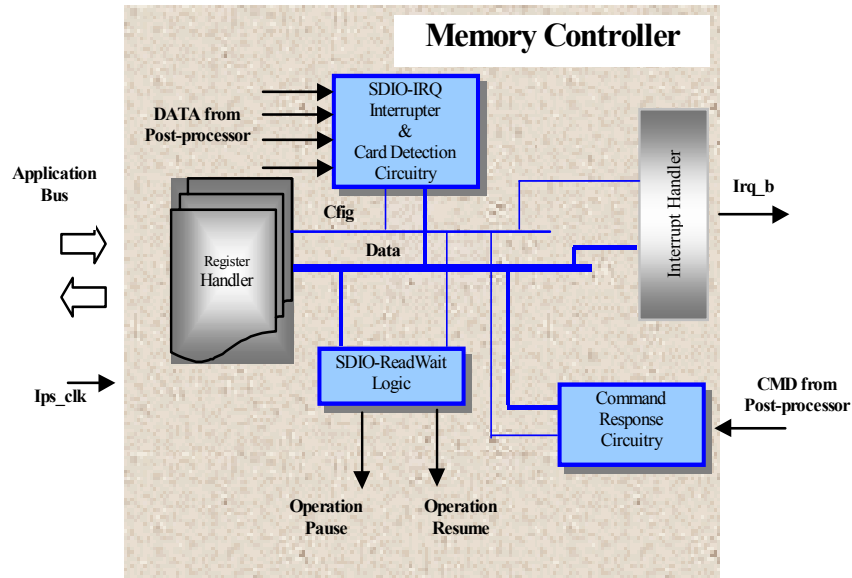 Memory Controller
SDIO-IRQ
Interrupter
&
Card Detection
Circuitry
DATA from
Post-processor
Application
Bus
Cfig
Data
Register
Handler
Interrupt Handler
Irq_b
SDIO-ReadWait
Logic
Ips_clk
Command
Response
Circuitry
CMD from
Post-processor
Operation
Pause
Operation
Resume